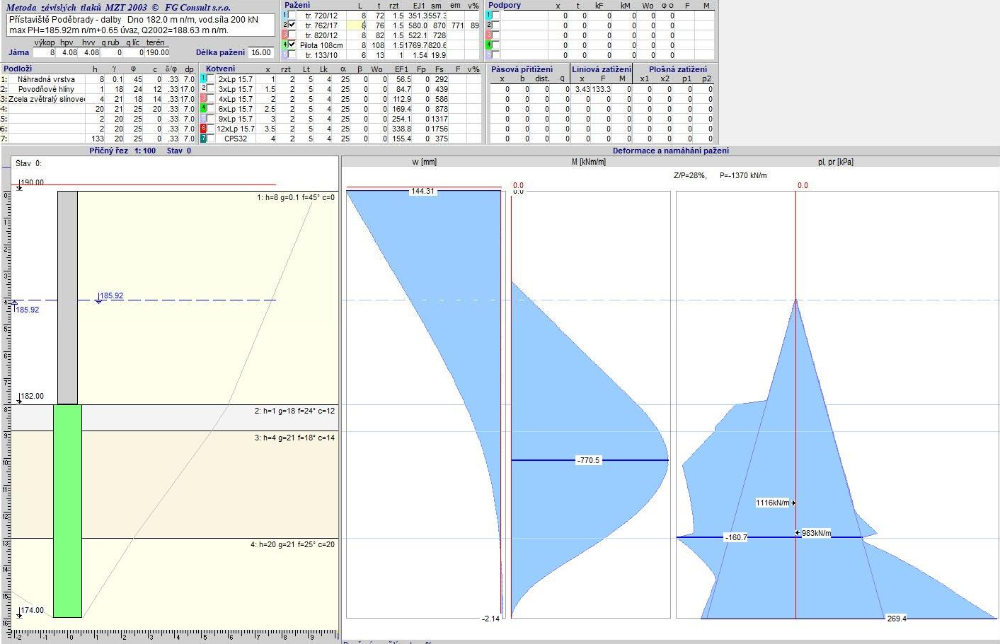 Metoda závislých tlaků MZT 2003 © FG Consult s.r.o.
Přístaviště Poděbrady - dalby Dno 182.0 m n/m, vod.síla 200 kN
max PH=185.92m n/m+0.65 úvaz, Q2002=188.63 m n/m.
výkop hpv hvv q rub q líc terén
Jáma 8 4.08 4.08 0 0 190.00 Délka pažení 16.00
Pažení L t hpv rzt EJ1 sm em F v%
1 tr. 720/12 8 72 1.5 351.3 557.3
2 tr. 762/17 8 76 1.5 580.0 870 771 89
3 tr. 820/12 8 82 1.5 522.1 728
4 Pilota 108cm 8 108 1.5 1769.7 820.6
tr. 133/10 6 13 1 1.54 19.9
Podpory x t kF kM Wo φo F M
1 0 0 0 0 0 0
2 0 0 0 0 0 0
3 0 0 0 0 0 0
4 0 0 0 0 0 0
0 0 0 0 0 0
Podloží h γ φ c δ/φ dp
1: Náhradná vrstva 8 0.1 45 0 .33 7.0
2: Povodňové hlíny 1 18 24 12 .33 17.0
3: Zcela zvětralý slínovec 4 21 18 14 .33 17.0
4: 20 21 25 20 .33 7.0
5: 2 20 25 0 .33 7.0
6: 2 20 25 0 .33 7.0
7: 133 20 25 0 .33 7.0
Kotvení x rzt Lt Lk α β Wo EF1 Fp Fs F v%
1 2xLp 15.7 1 2 5 4 25 0 0 56.5 0 292
2 3xLp 15.7 1.5 2 5 4 25 0 0 84.7 0 439
3 4xLp 15.7 2 2 5 4 25 0 0 112.9 0 586
4 6xLp 15.7 2.5 2 5 4 25 0 0 169.4 0 878
9xLp 15.7 3 2 5 4 25 0 0 254.1 0 1317
6 12xLp 15.7 3.5 2 5 4 25 0 0 338.8 0 1756
7 CPS32 4 2 5 4 25 0 0 155.4 0 375
Pásová přitížení Liniová zatížení Plošná zatížení
x b dist. q x F M x1 x2 p1 p2
0 0 0 0 3.43 133.3 0 0 0 0 0
0 0 0 0 0 0 0 0 0 0 0
0 0 0 0 0 0 0 0 0 0 0
0 0 0 0 0 0 0 0 0 0 0
0 0 0 0 0 0 0 0 0 0 0
0 0 0 0 0 0 0 0 0 0 0
0 0 0 0 0 0 0 0 0 0 0
Příčný řez 1: 100 Stav 0
Deformace a namáhání pažení
Stav 0:
w [mm]
M [kNm/m]
pl, pr [kPa]
Z/P=28%, P=-1370 kN/m
190.00
144.31
0.0
0.0
0.0
1: h=8 g=0.1 f=45° c=0
185.92
185.92
182.00
2: h=1 g=18 f=24° c=12
3: h=4 g=21 f=18° c=14
-770.5
1116kN/m
983kN/m
-160.7
4: h=20 g=21 f=25° c=20
174.00
-2.14
269.4
0 1 2 3 4 5 6 7 8 9 10 11 12 13 14 15 16
-2 -1 0 1 2 3 4 5 6 7 8 9